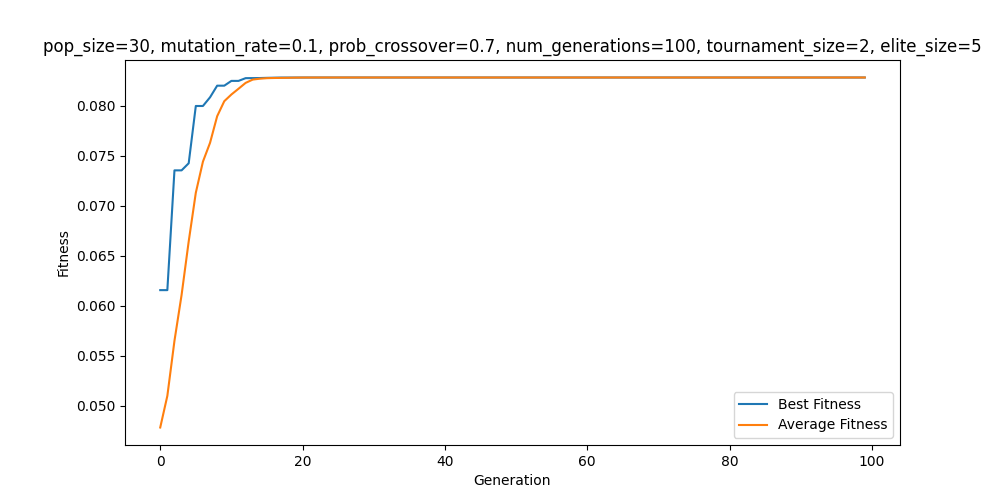 pop_size=30, mutation_rate=0.1, prob_crossover=0.7, num_generations=100, tournament_size=2, elite_size=5
0.080
0.075
0.070
0.065
0.060
0.055
0.050
Fitness
0 20 40 60 80 100
Generation
Best Fitness
Average Fitness